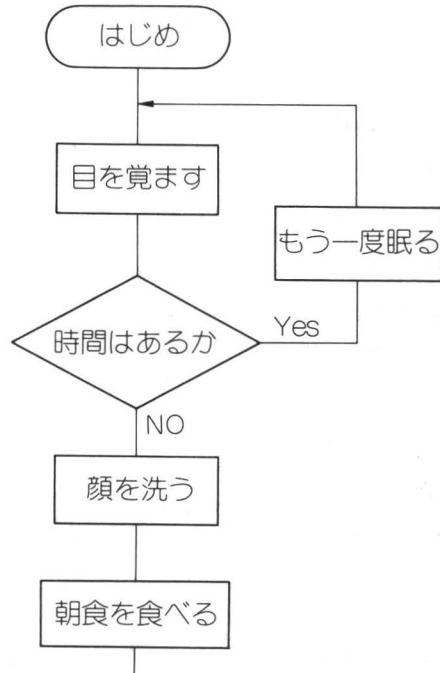 はじめ
目を覚ます
もう一度眠る
時間はあるか
Yes
NO
顔を洗う
朝食を食べる